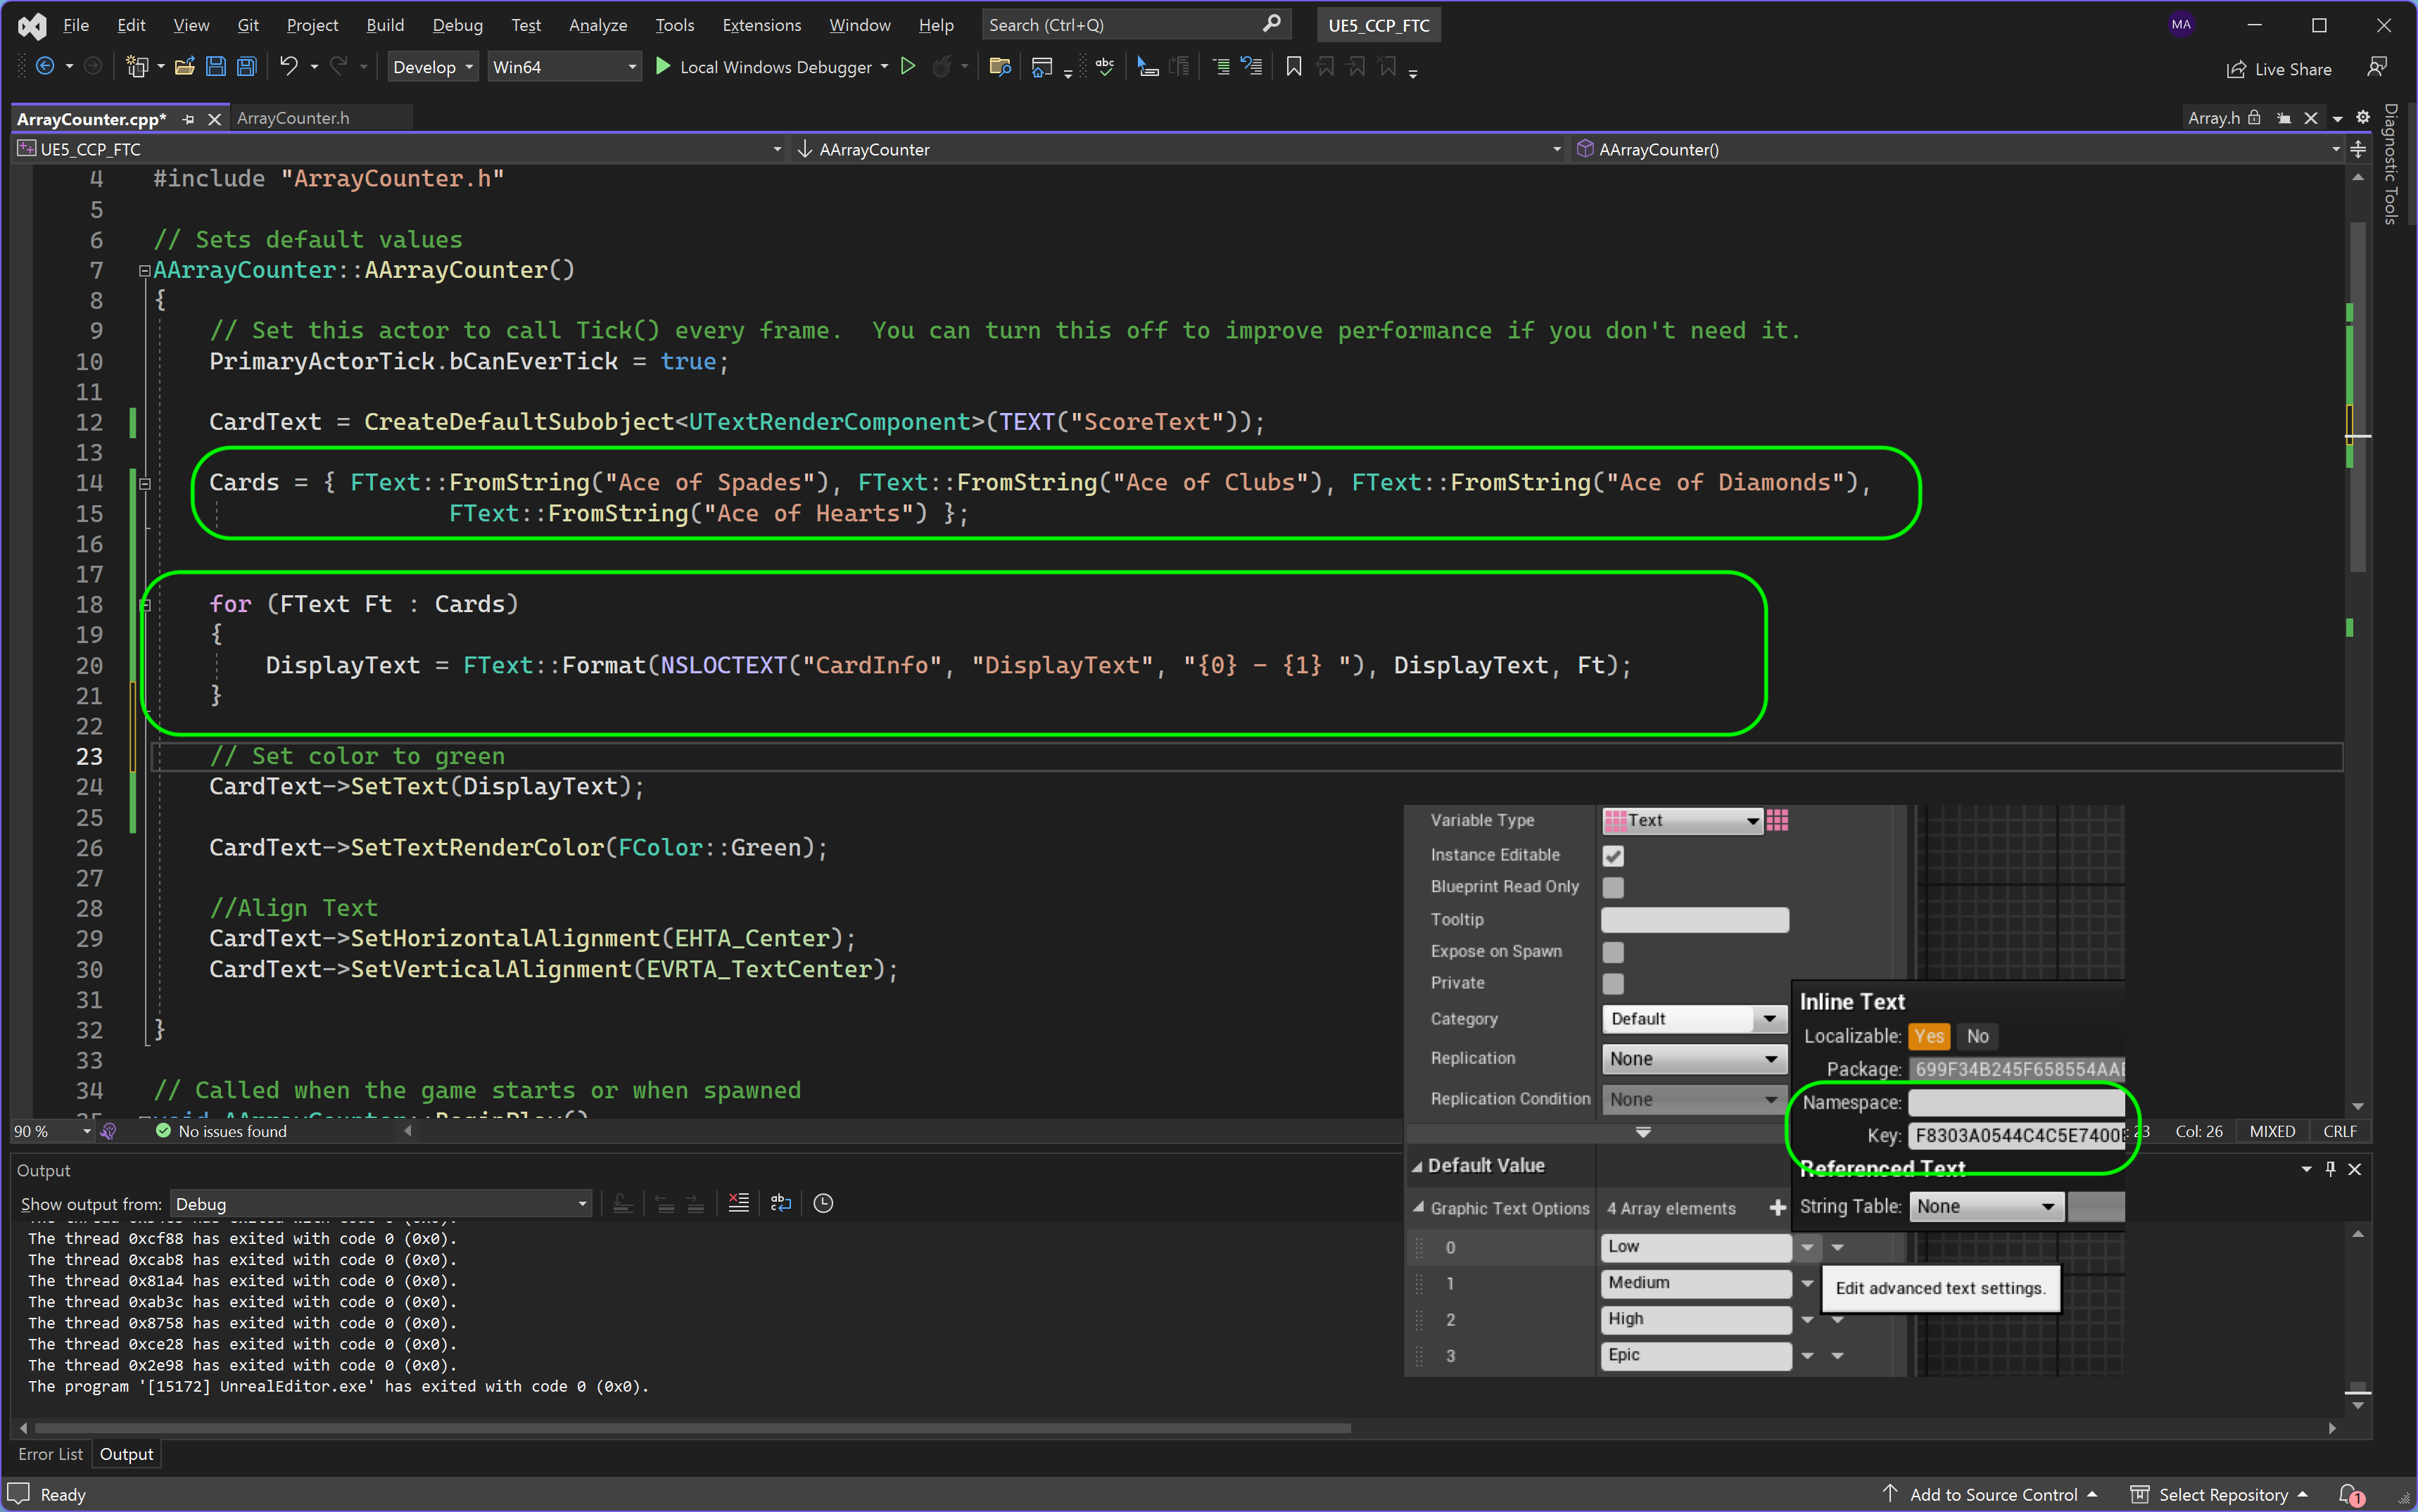 File Edit View Git Project Build Debug Test Analyze Tools Extensions Window Help Search (Ctrl+Q) UE5_CCP_FTC MA
Develop Win64 Local Windows Debugger Live Share
ArrayCounter.cpp* ArrayCounter.h Array.h
UE5_CCP_FTC AArrayCounter AArrayCounter()
Diagnostic Tools
4 #include "ArrayCounter.h"
5
6 // Sets default values
7 AArrayCounter::AArrayCounter()
8 {
9 // Set this actor to call Tick() every frame.  You can turn this off to improve performance if you don't need it.
10 PrimaryActorTick.bCanEverTick = true;
11
12 CardText = CreateDefaultSubobject<UTextRenderComponent>(TEXT("ScoreText"));
13
14 Cards = { FText::FromString("Ace of Spades"), FText::FromString("Ace of Clubs"), FText::FromString("Ace of Diamonds"),
15 FText::FromString("Ace of Hearts") };
16
17
18 for (FText Ft : Cards)
19 {
20 DisplayText = FText::Format(NSLOCTEXT("CardInfo", "DisplayText", "{0} - {1} "), DisplayText, Ft);
21 }
22
23 // Set color to green
24 CardText->SetText(DisplayText);
25
26 CardText->SetTextRenderColor(FColor::Green);
27
28 //Align Text
29 CardText->SetHorizontalAlignment(EHTA_Center);
30 CardText->SetVerticalAlignment(EVRTA_TextCenter);
31
32 }
33
34 // Called when the game starts or when spawned
35 void AArrayCounter::BeginPlay()
90 % No issues found 23 Col: 26 MIXED CRLF
Variable Type Text
Instance Editable
Blueprint Read Only
Tooltip
Expose on Spawn
Private
Category Default
Replication None
Replication Condition None
Default Value
Graphic Text Options 4 Array elements
0 Low
1 Medium
2 High
3 Epic
Inline Text
Localizable: Yes No
Package: 699F34B245F658554AAE
Namespace:
Key: F8303A0544C4C5E7400E
Referenced Text
String Table: None
Edit advanced text settings.
Output
Show output from: Debug
The thread 0xcf88 has exited with code 0 (0x0).
The thread 0xcab8 has exited with code 0 (0x0).
The thread 0x81a4 has exited with code 0 (0x0).
The thread 0xab3c has exited with code 0 (0x0).
The thread 0x8758 has exited with code 0 (0x0).
The thread 0xce28 has exited with code 0 (0x0).
The thread 0x2e98 has exited with code 0 (0x0).
The program '[15172] UnrealEditor.exe' has exited with code 0 (0x0).
Error List Output
Ready Add to Source Control Select Repository 1